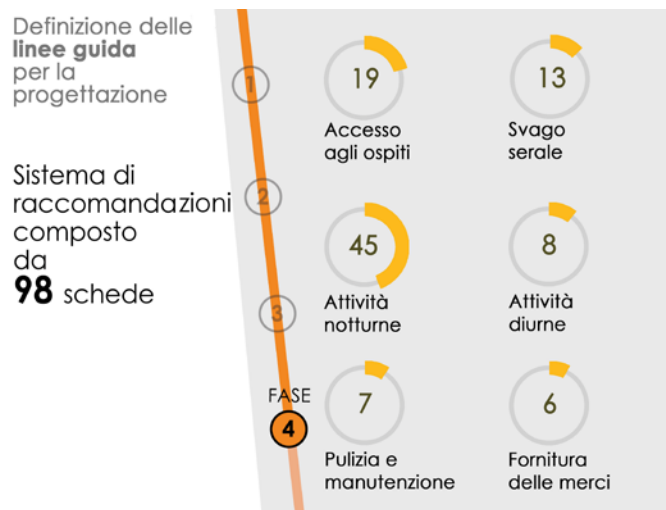 Definizione delle
linee guida
per la
progettazione
Sistema di
raccomandazioni
composto
da
98 schede
1
2
3
FASE
4
19
Accesso
agli ospiti
13
Svago
serale
45
Attività
notturne
8
Attività
diurne
7
Pulizia e
manutenzione
6
Fornitura
delle merci